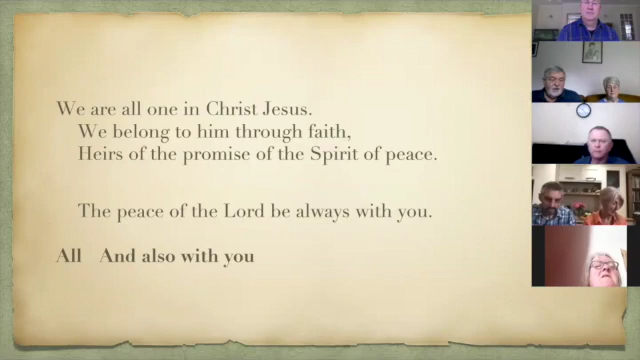 We are all one in Christ Jesus.
We belong to him through faith,
Heirs of the promise of the Spirit of peace.
The peace of the Lord be always with you.
All And also with you